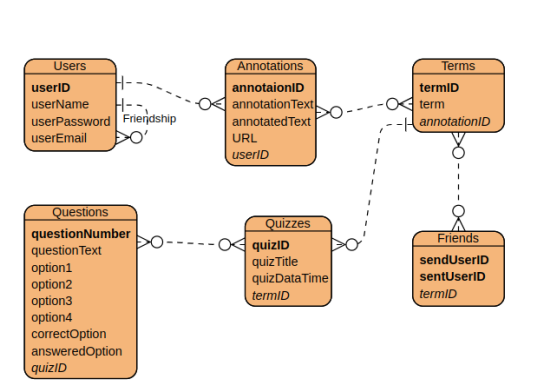 Users
userID
userName
userPassword
userEmail
Friendship
Annotations
annotaionID
annotationText
annotatedText
URL
userID
Terms
termID
term
annotationID
Questions
questionNumber
questionText
option1
option2
option3
option4
correctOption
answeredOption
quizID
Quizzes
quizID
quizTitle
quizDataTime
termID
Friends
sendUserID
sentUserID
termID